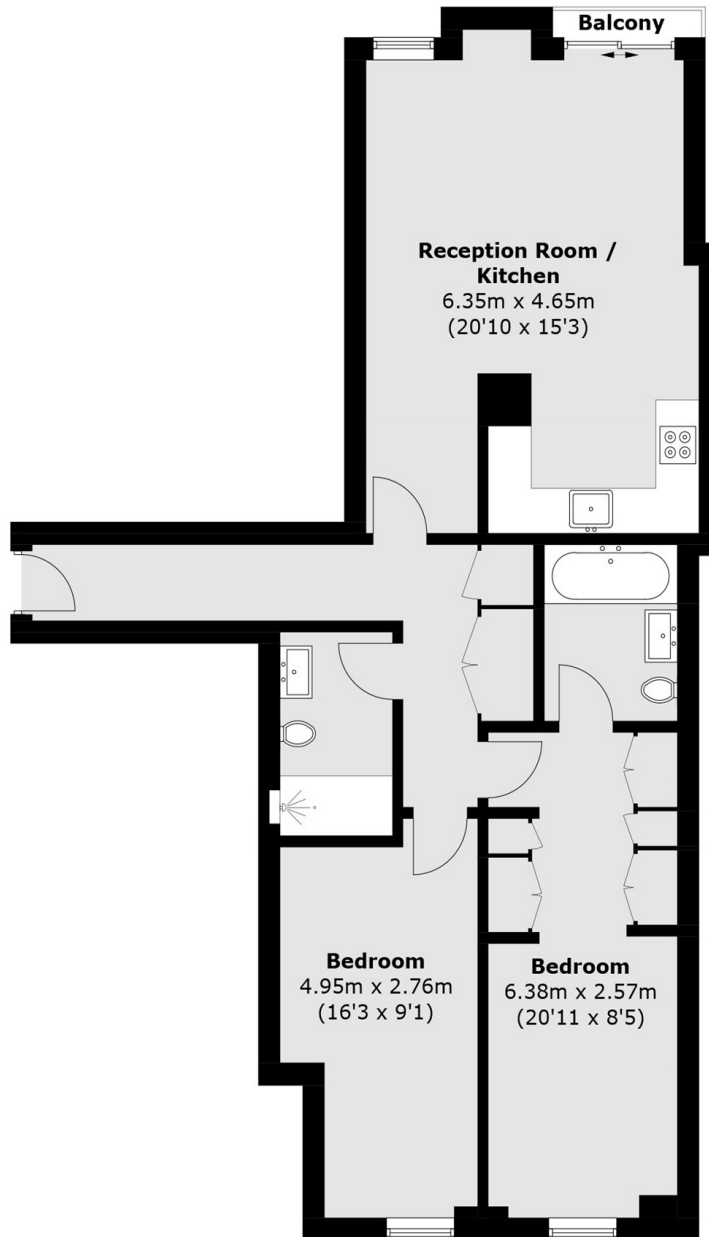 Balcony
Reception Room /
Kitchen
6.35m x 4.65m
(20'10 x 15'3)
Bedroom
4.95m x 2.76m
(16'3 x 9'1)
Bedroom
6.38m x 2.57m
(20'11 x 8'5)